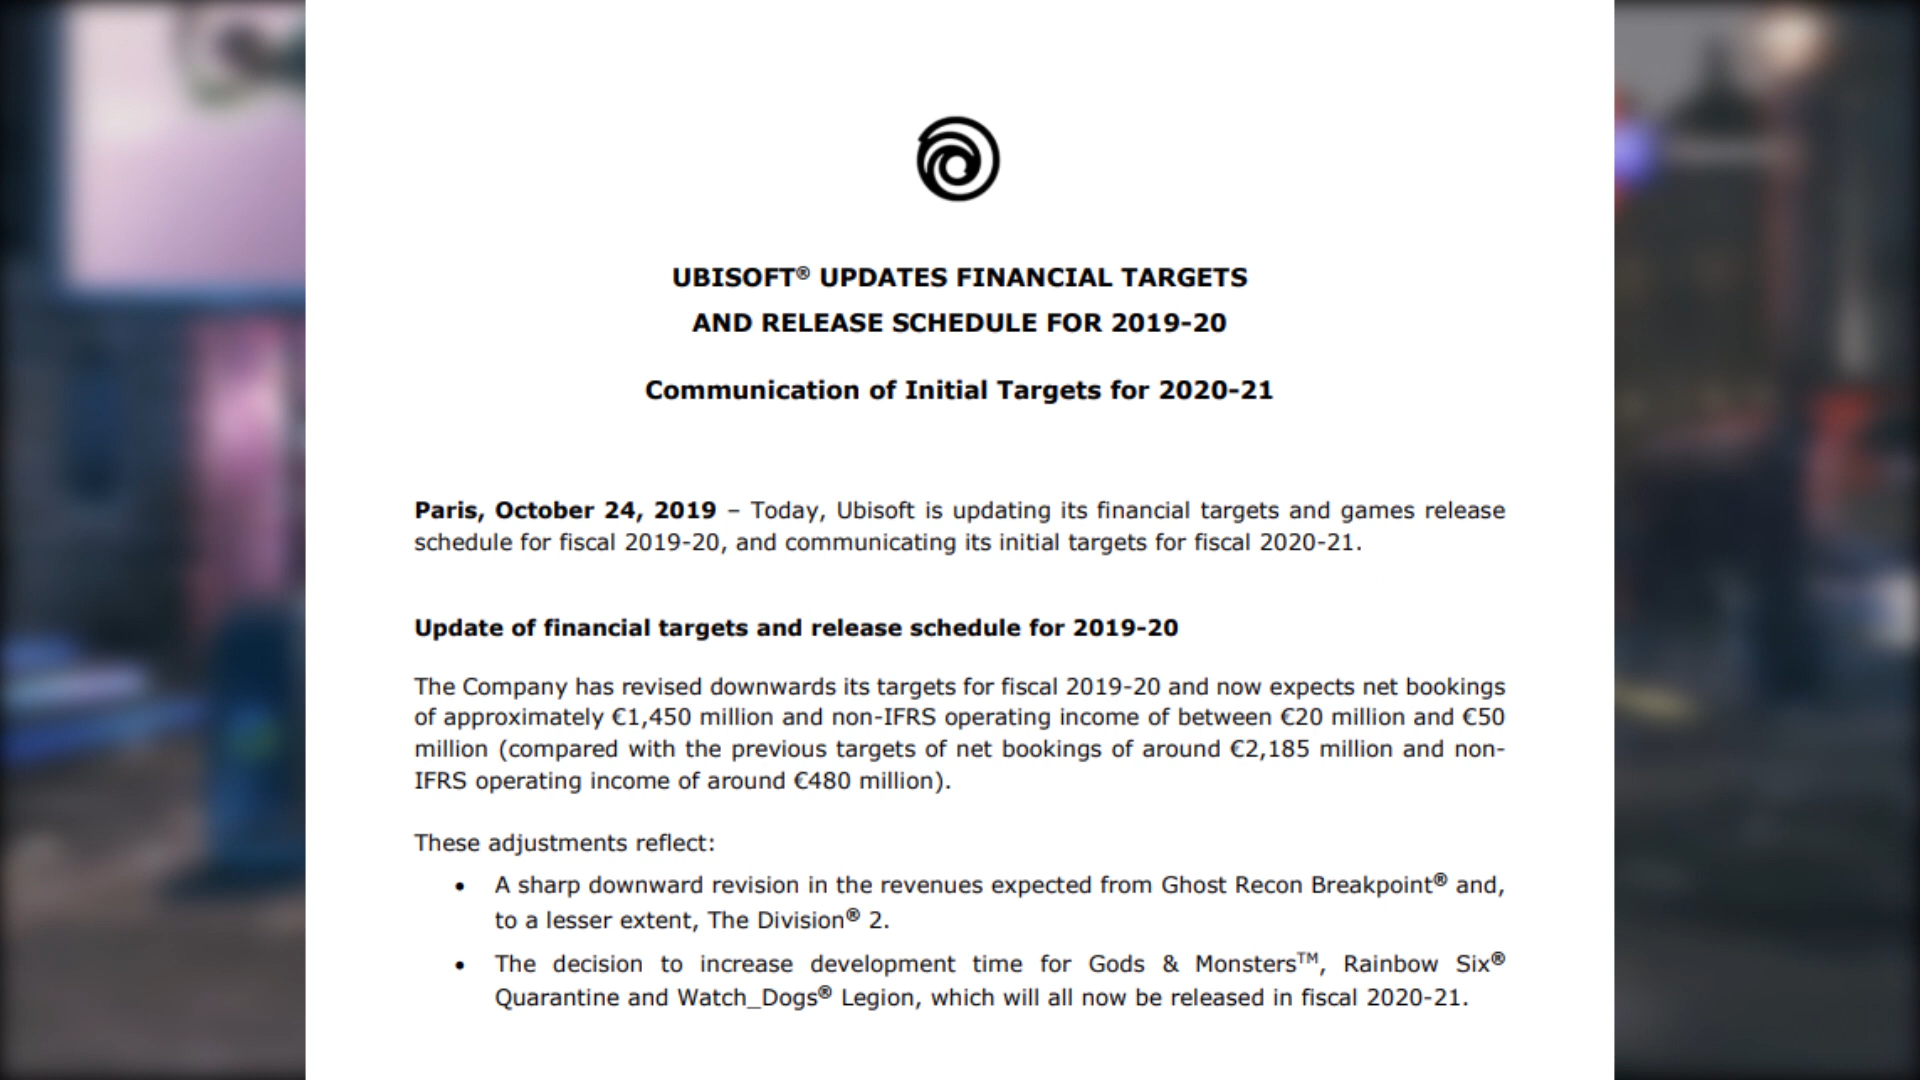 UBISOFT® UPDATES FINANCIAL TARGETS
AND RELEASE SCHEDULE FOR 2019-20
Communication of Initial Targets for 2020-21
Paris, October 24, 2019 – Today, Ubisoft is updating its financial targets and games release
schedule for fiscal 2019-20, and communicating its initial targets for fiscal 2020-21.
Update of financial targets and release schedule for 2019-20
The Company has revised downwards its targets for fiscal 2019-20 and now expects net bookings
of approximately €1,450 million and non-IFRS operating income of between €20 million and €50
million (compared with the previous targets of net bookings of around €2,185 million and non-
IFRS operating income of around €480 million).
These adjustments reflect:
• A sharp downward revision in the revenues expected from Ghost Recon Breakpoint® and,
to a lesser extent, The Division® 2.
• The decision to increase development time for Gods & Monsters™, Rainbow Six®
Quarantine and Watch_Dogs® Legion, which will all now be released in fiscal 2020-21.